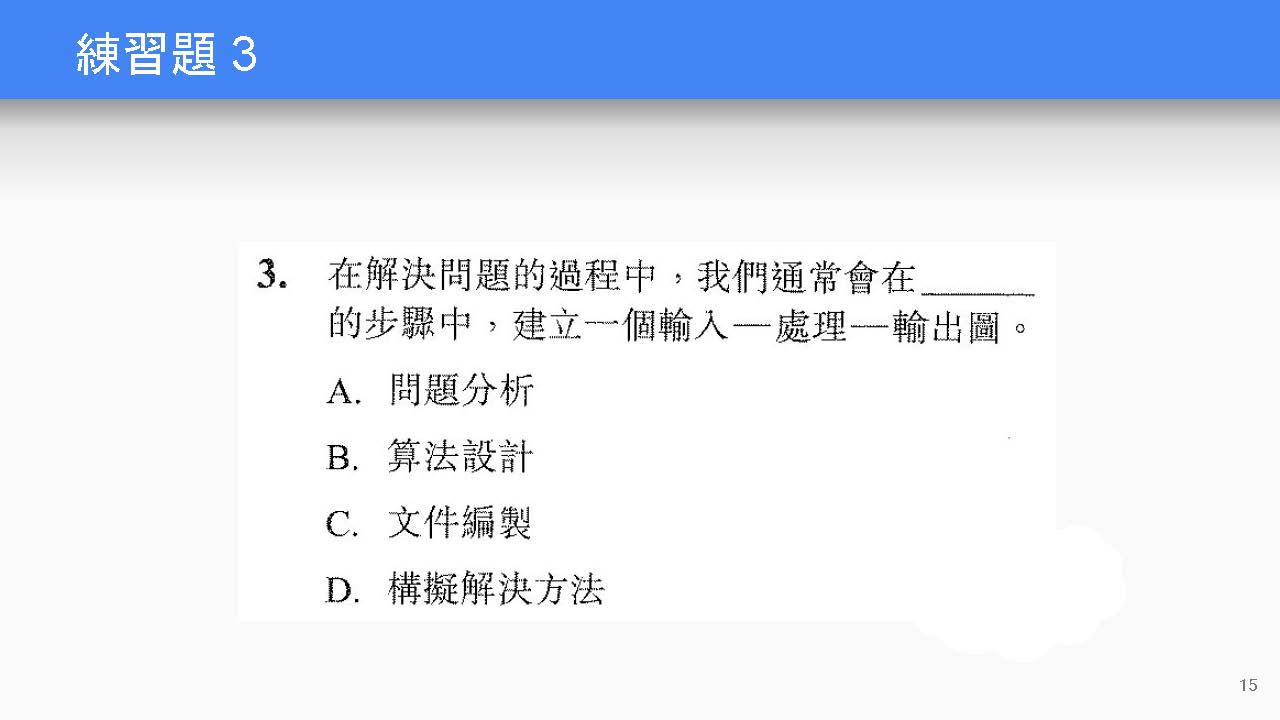 練習題 3
3. 在解決問題的過程中，我們通常會在______
的步驟中，建立一個輸入—處理—輸出圖。
A. 問題分析
B. 算法設計
C. 文件編製
D. 構擬解決方法
15